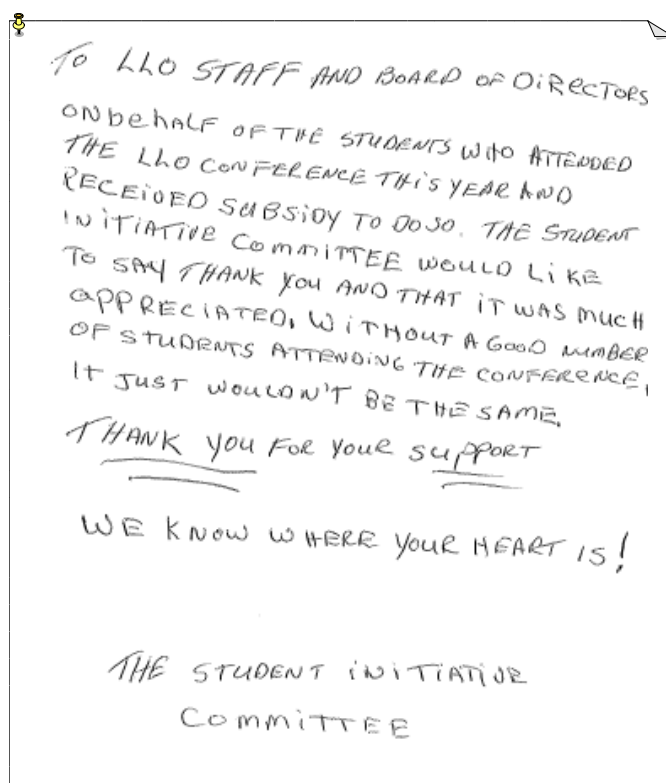 TO LLO STAFF AND BOARD OF DIRECTORS
ON behALF OF THE STUDENTS WHO ATTENDED
THE LLO CONFERENCE THIS YEAR AND
RECEIVED SUBSIDY TO DO SO. THE STUDENT
INITIATIVE COMMITTEE WOULD LIKE
TO SAY THANK YOU AND THAT IT WAS MUCH
APPRECIATED. WITHOUT A GOOD NUMBER
OF STUDENTS ATTENDING THE CONFERENCE,
IT JUST WOULDN'T BE THE SAME.
THANK YOU FOR YOUR SUPPORT
WE KNOW WHERE YOUR HEART IS!
THE STUDENT INITIATIVE
COMMITTEE